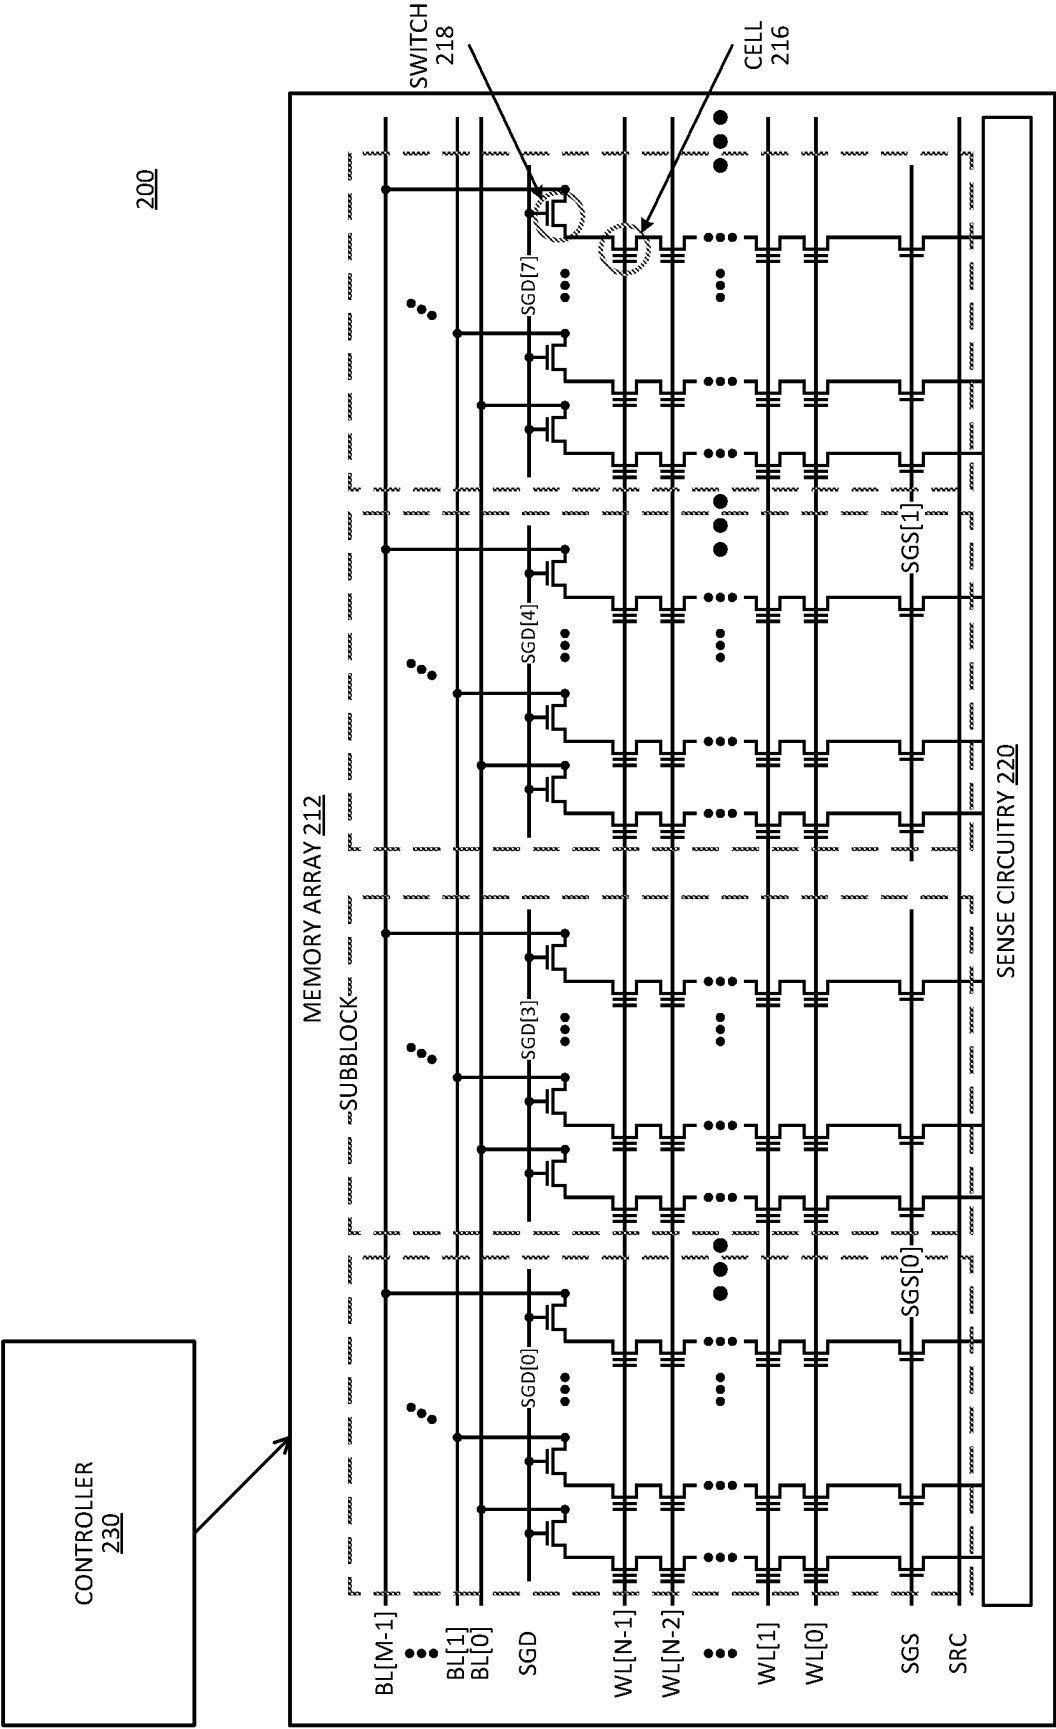 200
CONTROLLER
230
MEMORY ARRAY 212
SUBBLOCK
SWITCH
218
CELL
216
BL[M-1]
BL[1]
BL[0]
SGD
SGD[0]
SGD[3]
SGD[4]
SGD[7]
WL[N-1]
WL[N-2]
WL[1]
WL[0]
SGS
SGS[0]
SGS[1]
SRC
SENSE CIRCUITRY 220